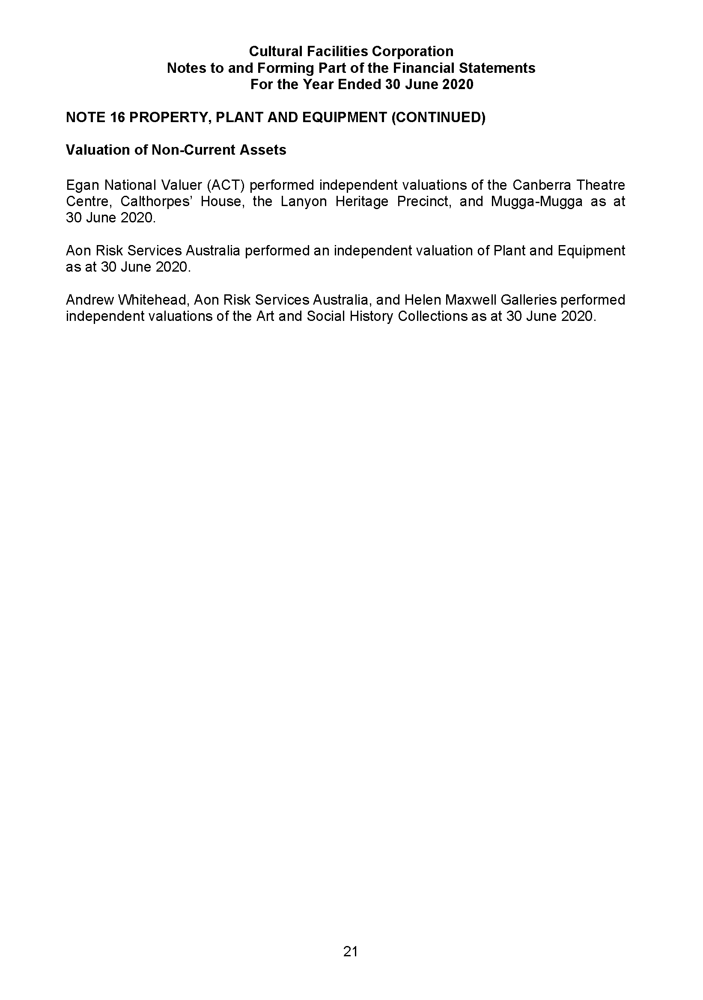 Cultural Facilities Corporation
Notes to and Forming Part of the Financial Statements
For the Year Ended 30 June 2020
NOTE 16 PROPERTY, PLANT AND EQUIPMENT (CONTINUED)
Valuation of Non-Current Assets
Egan National Valuer (ACT) performed independent valuations of the Canberra Theatre
Centre, Calthorpes’ House, the Lanyon Heritage Precinct, and Mugga-Mugga as at
30 June 2020.
Aon Risk Services Australia performed an independent valuation of Plant and Equipment
as at 30 June 2020.
Andrew Whitehead, Aon Risk Services Australia, and Helen Maxwell Galleries performed
independent valuations of the Art and Social History Collections as at 30 June 2020.
21